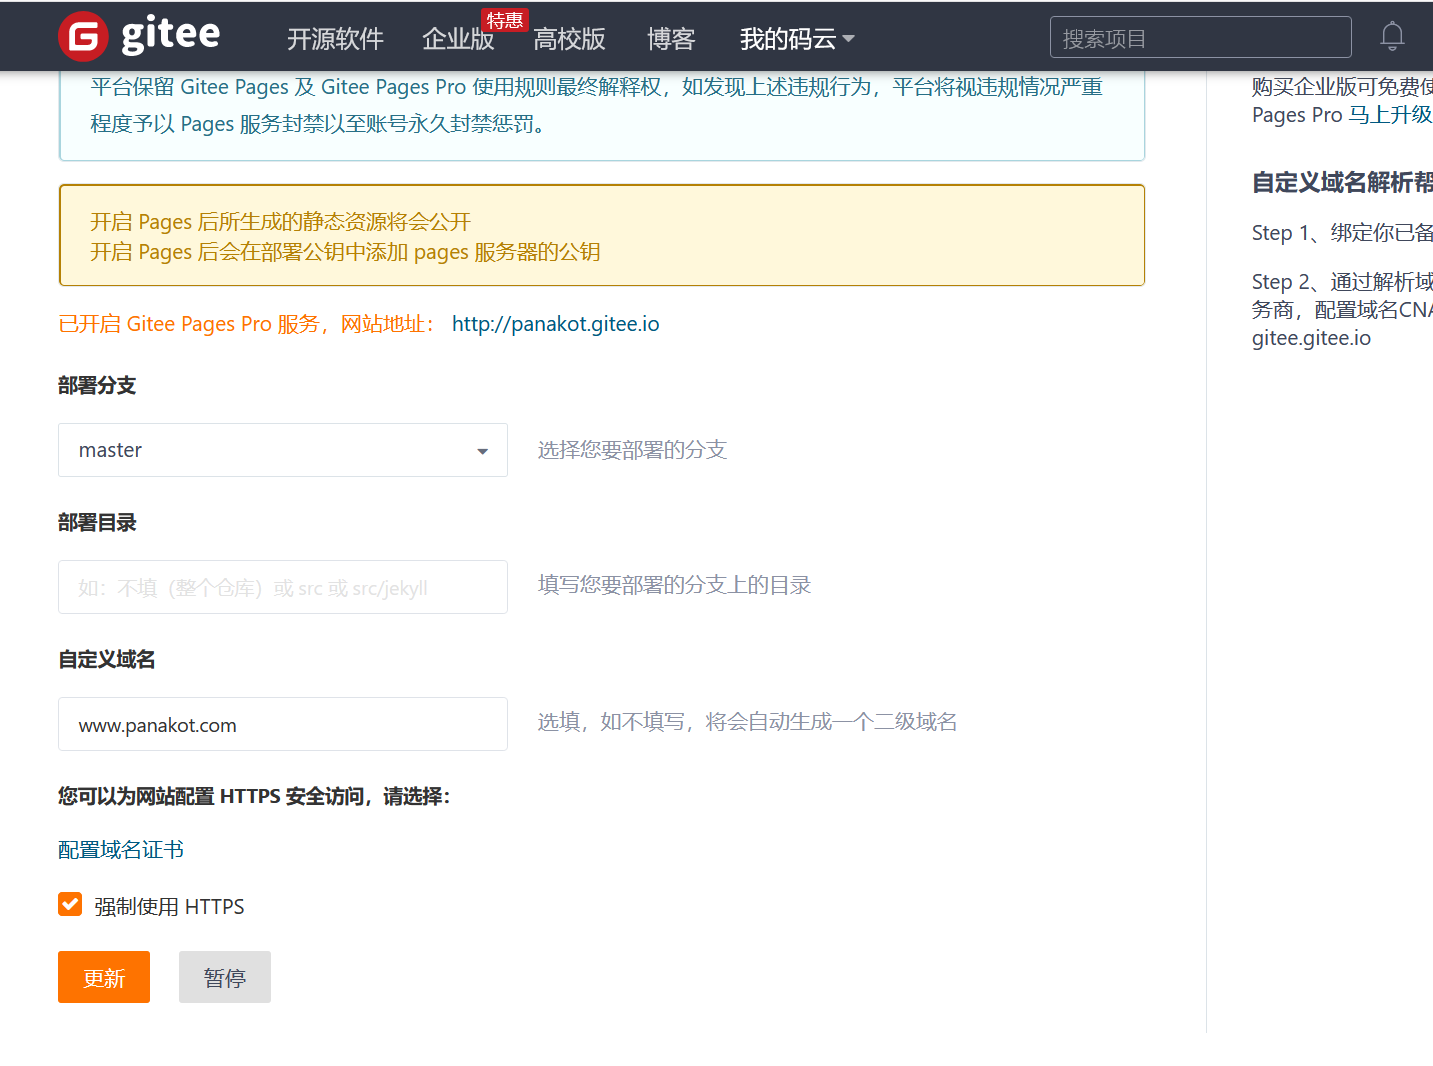 gitee
开源软件
企业版
特惠
高校版
博客
我的码云
搜索项目
平台保留 Gitee Pages 及 Gitee Pages Pro 使用规则最终解释权，如发现上述违规行为，平台将视违规情况严重
程度予以 Pages 服务封禁以至账号永久封禁惩罚。
开启 Pages 后所生成的静态资源将会公开
开启 Pages 后会在部署公钥中添加 pages 服务器的公钥
已开启 Gitee Pages Pro 服务，网站地址： http://panakot.gitee.io
部署分支
master
选择您要部署的分支
部署目录
如：不填（整个仓库）或 src 或 src/jekyll
填写您要部署的分支上的目录
自定义域名
www.panakot.com
选填，如不填写，将会自动生成一个二级域名
您可以为网站配置 HTTPS 安全访问，请选择：
配置域名证书
强制使用 HTTPS
更新
暂停
购买企业版可免费使
Pages Pro 马上升级
自定义域名解析帮
Step 1、绑定你已备
Step 2、通过解析域
务商，配置域名CNA
gitee.gitee.io